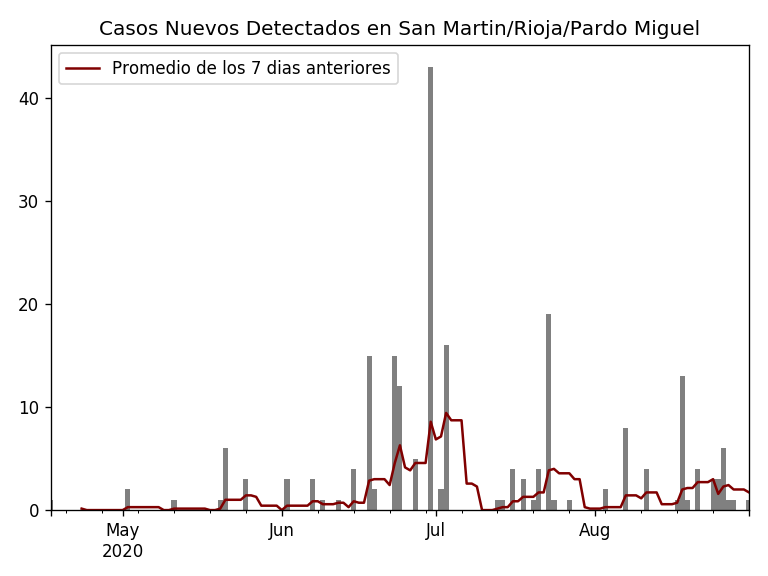 Casos Nuevos Detectados en San Martin/Rioja/Pardo Miguel
Promedio de los 7 dias anteriores
40
30
20
10
0
May Jun Jul Aug
2020